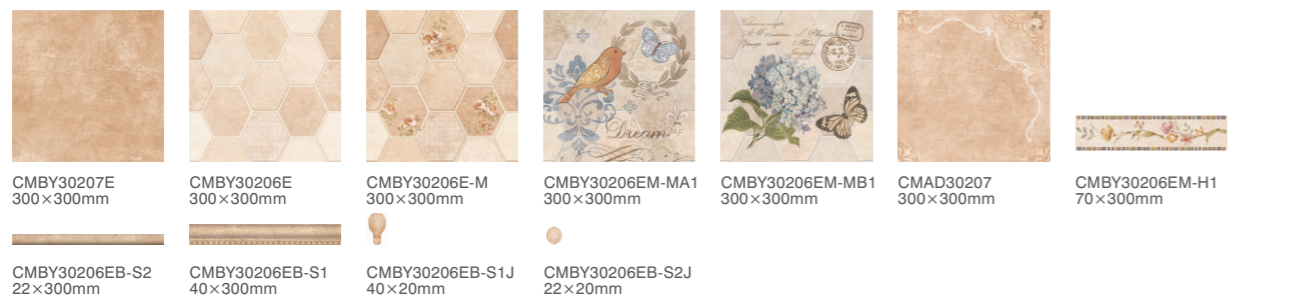 Dream
CMBY30207E
300×300mm
CMBY30206E
300×300mm
CMBY30206E-M
300×300mm
CMBY30206EM-MA1
300×300mm
CMBY30206EM-MB1
300×300mm
CMAD30207
300×300mm
CMBY30206EM-H1
70×300mm
CMBY30206EB-S2
22×300mm
CMBY30206EB-S1
40×300mm
CMBY30206EB-S1J
40×20mm
CMBY30206EB-S2J
22×20mm